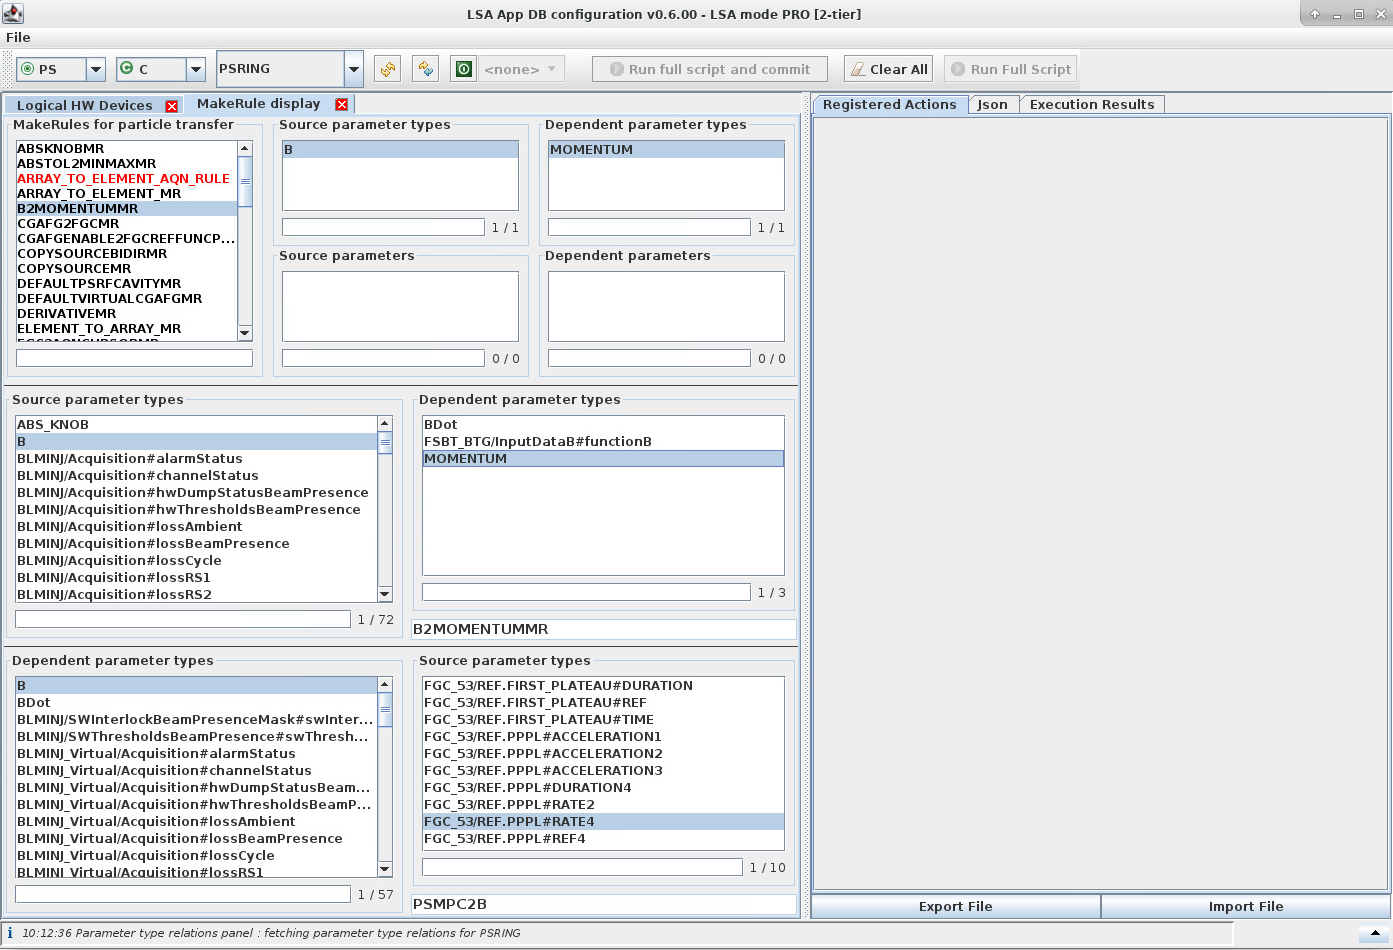 LSA App DB configuration v0.6.00 - LSA mode PRO [2-tier]
File
PS
C
PSRING
<none>
Run full script and commit
Clear All
Run Full Script
Logical HW Devices
MakeRule display
MakeRules for particle transfer
ABSKNOBMR
ABSTOL2MINMAXMR
ARRAY_TO_ELEMENT_AQN_RULE
ARRAY_TO_ELEMENT_MR
B2MOMENTUMMR
CGAFG2FGCMR
CGAFGENABLE2FGCREFFUNCP...
COPYSOURCEBIDIRMR
COPYSOURCEMR
DEFAULTPSRFCAVITYMR
DEFAULTVIRTUALCGAFGMR
DERIVATIVEMR
ELEMENT_TO_ARRAY_MR
Source parameter types
B
1 / 1
Dependent parameter types
MOMENTUM
1 / 1
Source parameters
0 / 0
Dependent parameters
0 / 0
Source parameter types
ABS_KNOB
B
BLMINJ/Acquisition#alarmStatus
BLMINJ/Acquisition#channelStatus
BLMINJ/Acquisition#hwDumpStatusBeamPresence
BLMINJ/Acquisition#hwThresholdsBeamPresence
BLMINJ/Acquisition#lossAmbient
BLMINJ/Acquisition#lossBeamPresence
BLMINJ/Acquisition#lossCycle
BLMINJ/Acquisition#lossRS1
BLMINJ/Acquisition#lossRS2
1 / 72
Dependent parameter types
BDot
FSBT_BTG/InputDataB#functionB
MOMENTUM
1 / 3
B2MOMENTUMMR
Dependent parameter types
B
BDot
BLMINJ/SWInterlockBeamPresenceMask#swInter...
BLMINJ/SWThresholdsBeamPresence#swThresh...
BLMINJ_Virtual/Acquisition#alarmStatus
BLMINJ_Virtual/Acquisition#channelStatus
BLMINJ_Virtual/Acquisition#hwDumpStatusBeam...
BLMINJ_Virtual/Acquisition#hwThresholdsBeamP...
BLMINJ_Virtual/Acquisition#lossAmbient
BLMINJ_Virtual/Acquisition#lossBeamPresence
BLMINJ_Virtual/Acquisition#lossCycle
BLMINJ_Virtual/Acquisition#lossRS1
1 / 57
Source parameter types
FGC_53/REF.FIRST_PLATEAU#DURATION
FGC_53/REF.FIRST_PLATEAU#REF
FGC_53/REF.FIRST_PLATEAU#TIME
FGC_53/REF.PPPL#ACCELERATION1
FGC_53/REF.PPPL#ACCELERATION2
FGC_53/REF.PPPL#ACCELERATION3
FGC_53/REF.PPPL#DURATION4
FGC_53/REF.PPPL#RATE2
FGC_53/REF.PPPL#RATE4
FGC_53/REF.PPPL#REF4
1 / 10
PSMPC2B
Registered Actions
Json
Execution Results
Export File
Import File
10:12:36 Parameter type relations panel : fetching parameter type relations for PSRING